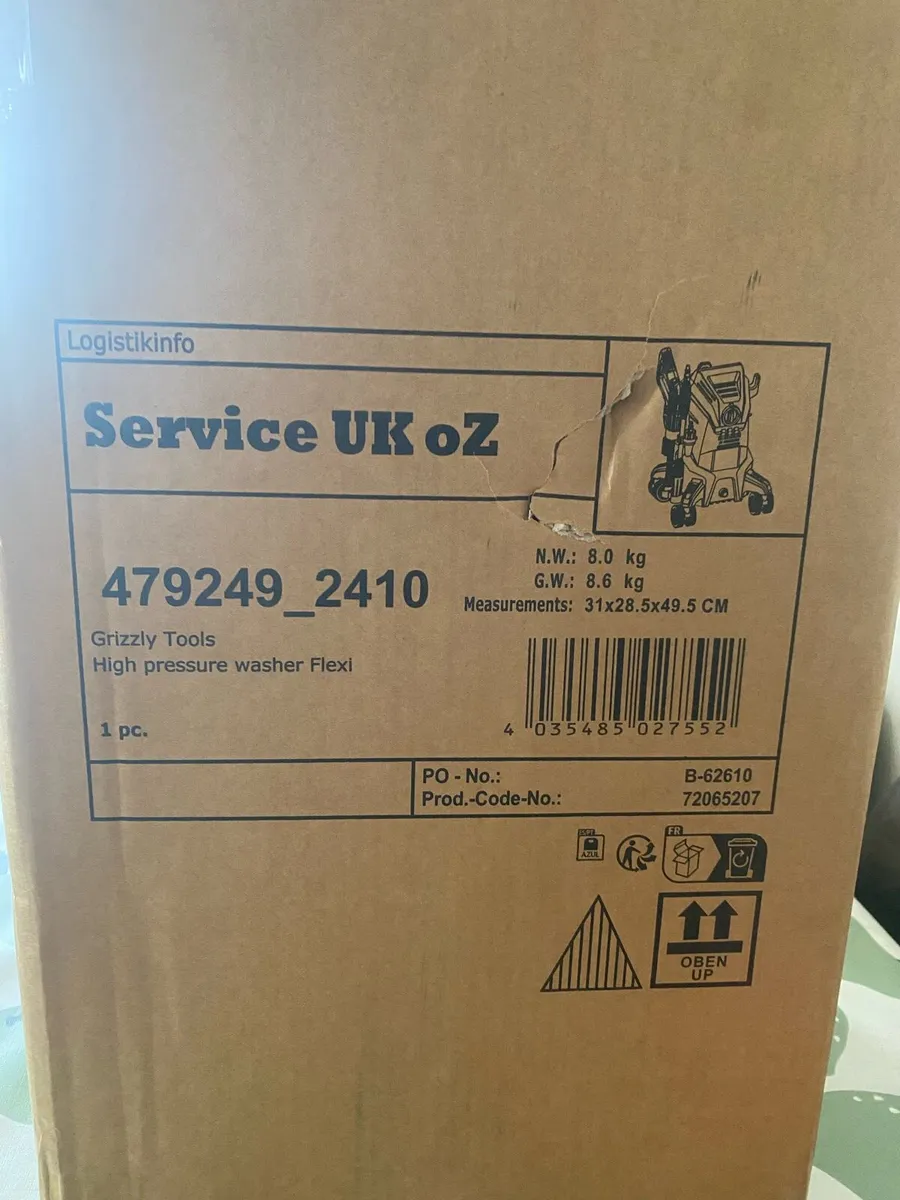 Logistikinfo
Service UK oZ
479249_2410
Grizzly Tools
High pressure washer Flexi
1 pc.
N.W.: 8.0 kg
G.W.: 8.6 kg
Measurements: 31x28.5x49.5 CM
4 035485 027552
PO - No.: B-62610
Prod.-Code-No.: 72065207
AZUL
FR
OBEN
UP